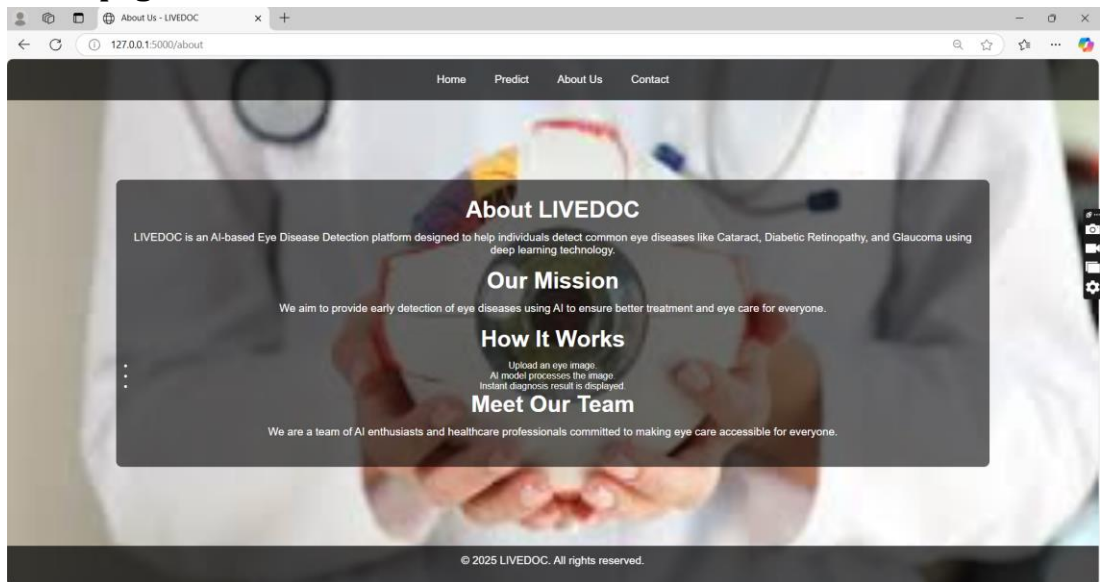 About Us - LIVEDOC
127.0.0.1:5000/about
Home Predict About Us Contact
About LIVEDOC
LIVEDOC is an AI-based Eye Disease Detection platform designed to help individuals detect common eye diseases like Cataract, Diabetic Retinopathy, and Glaucoma using
deep learning technology.
Our Mission
We aim to provide early detection of eye diseases using AI to ensure better treatment and eye care for everyone.
How It Works
Upload an eye image.
AI model processes the image.
Instant diagnosis result is displayed.
Meet Our Team
We are a team of AI enthusiasts and healthcare professionals committed to making eye care accessible for everyone.
© 2025 LIVEDOC. All rights reserved.